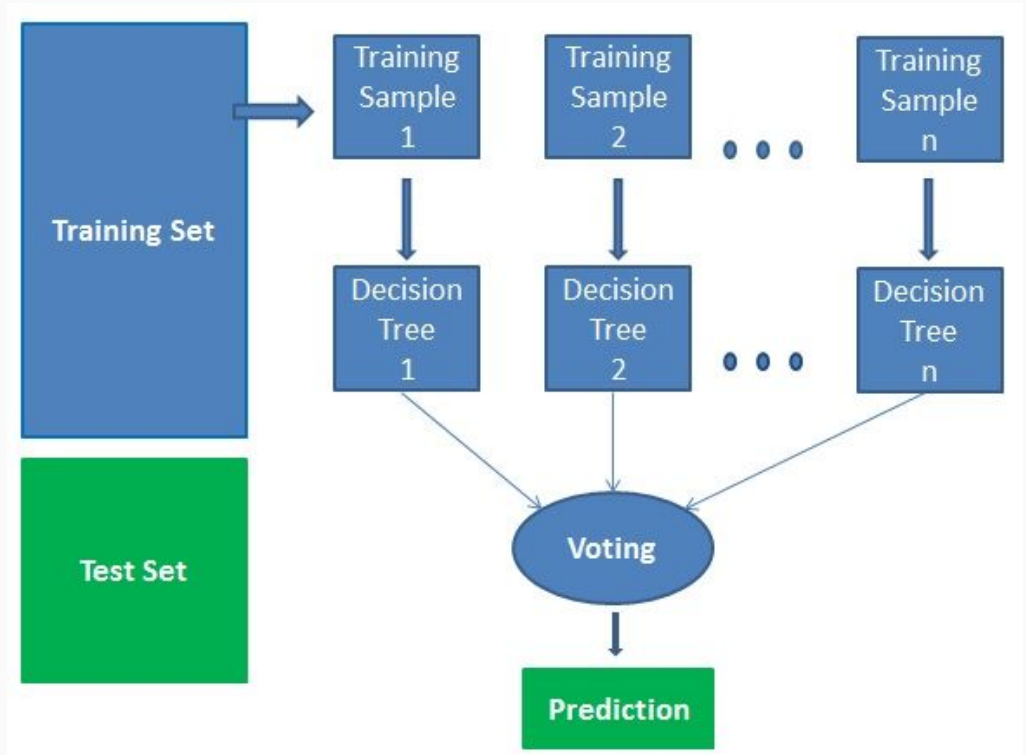 Training Set
Training
Sample
1
Training
Sample
2
Training
Sample
n
Decision
Tree
1
Decision
Tree
2
Decision
Tree
n
Test Set
Voting
Prediction